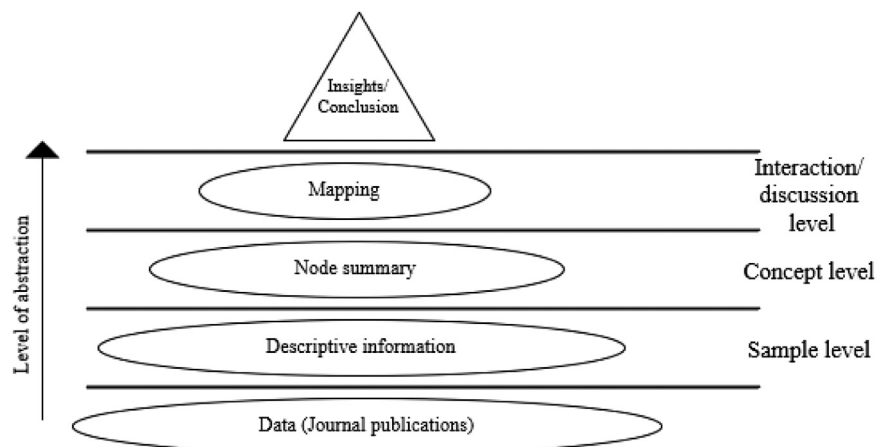 Insights/
Conclusion
Mapping
Interaction/
discussion
level
Node summary
Concept level
Level of abstraction
Descriptive information
Sample level
Data (Journal publications)